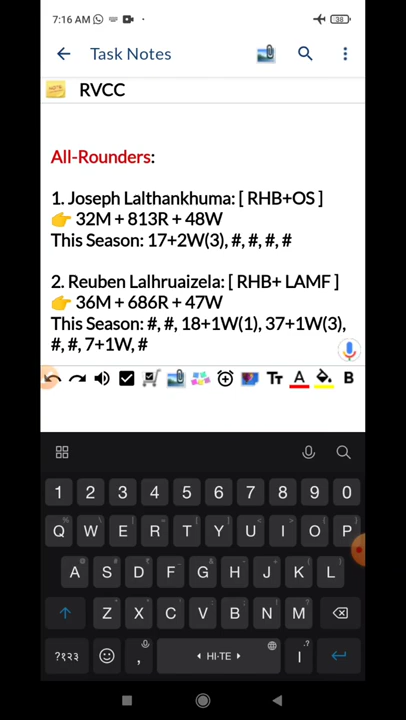 7:16 AM
38
Task Notes
RVCC
All-Rounders:
1. Joseph Lalthankhuma: [ RHB+OS ]
👉 32M + 813R + 48W
This Season: 17+2W(3), #, #, #, #
2. Reuben Lalhruaizela: [ RHB+ LAMF ]
👉 36M + 686R + 47W
This Season: #, #, 18+1W(1), 37+1W(3),
#, #, 7+1W, #
Tт A B
1 2 3 4 5 6 7 8 9 0
Q W E R T Y U I O P
A S D F G H J K L
Z X C V B N M
?१२३ , HI-TE ।